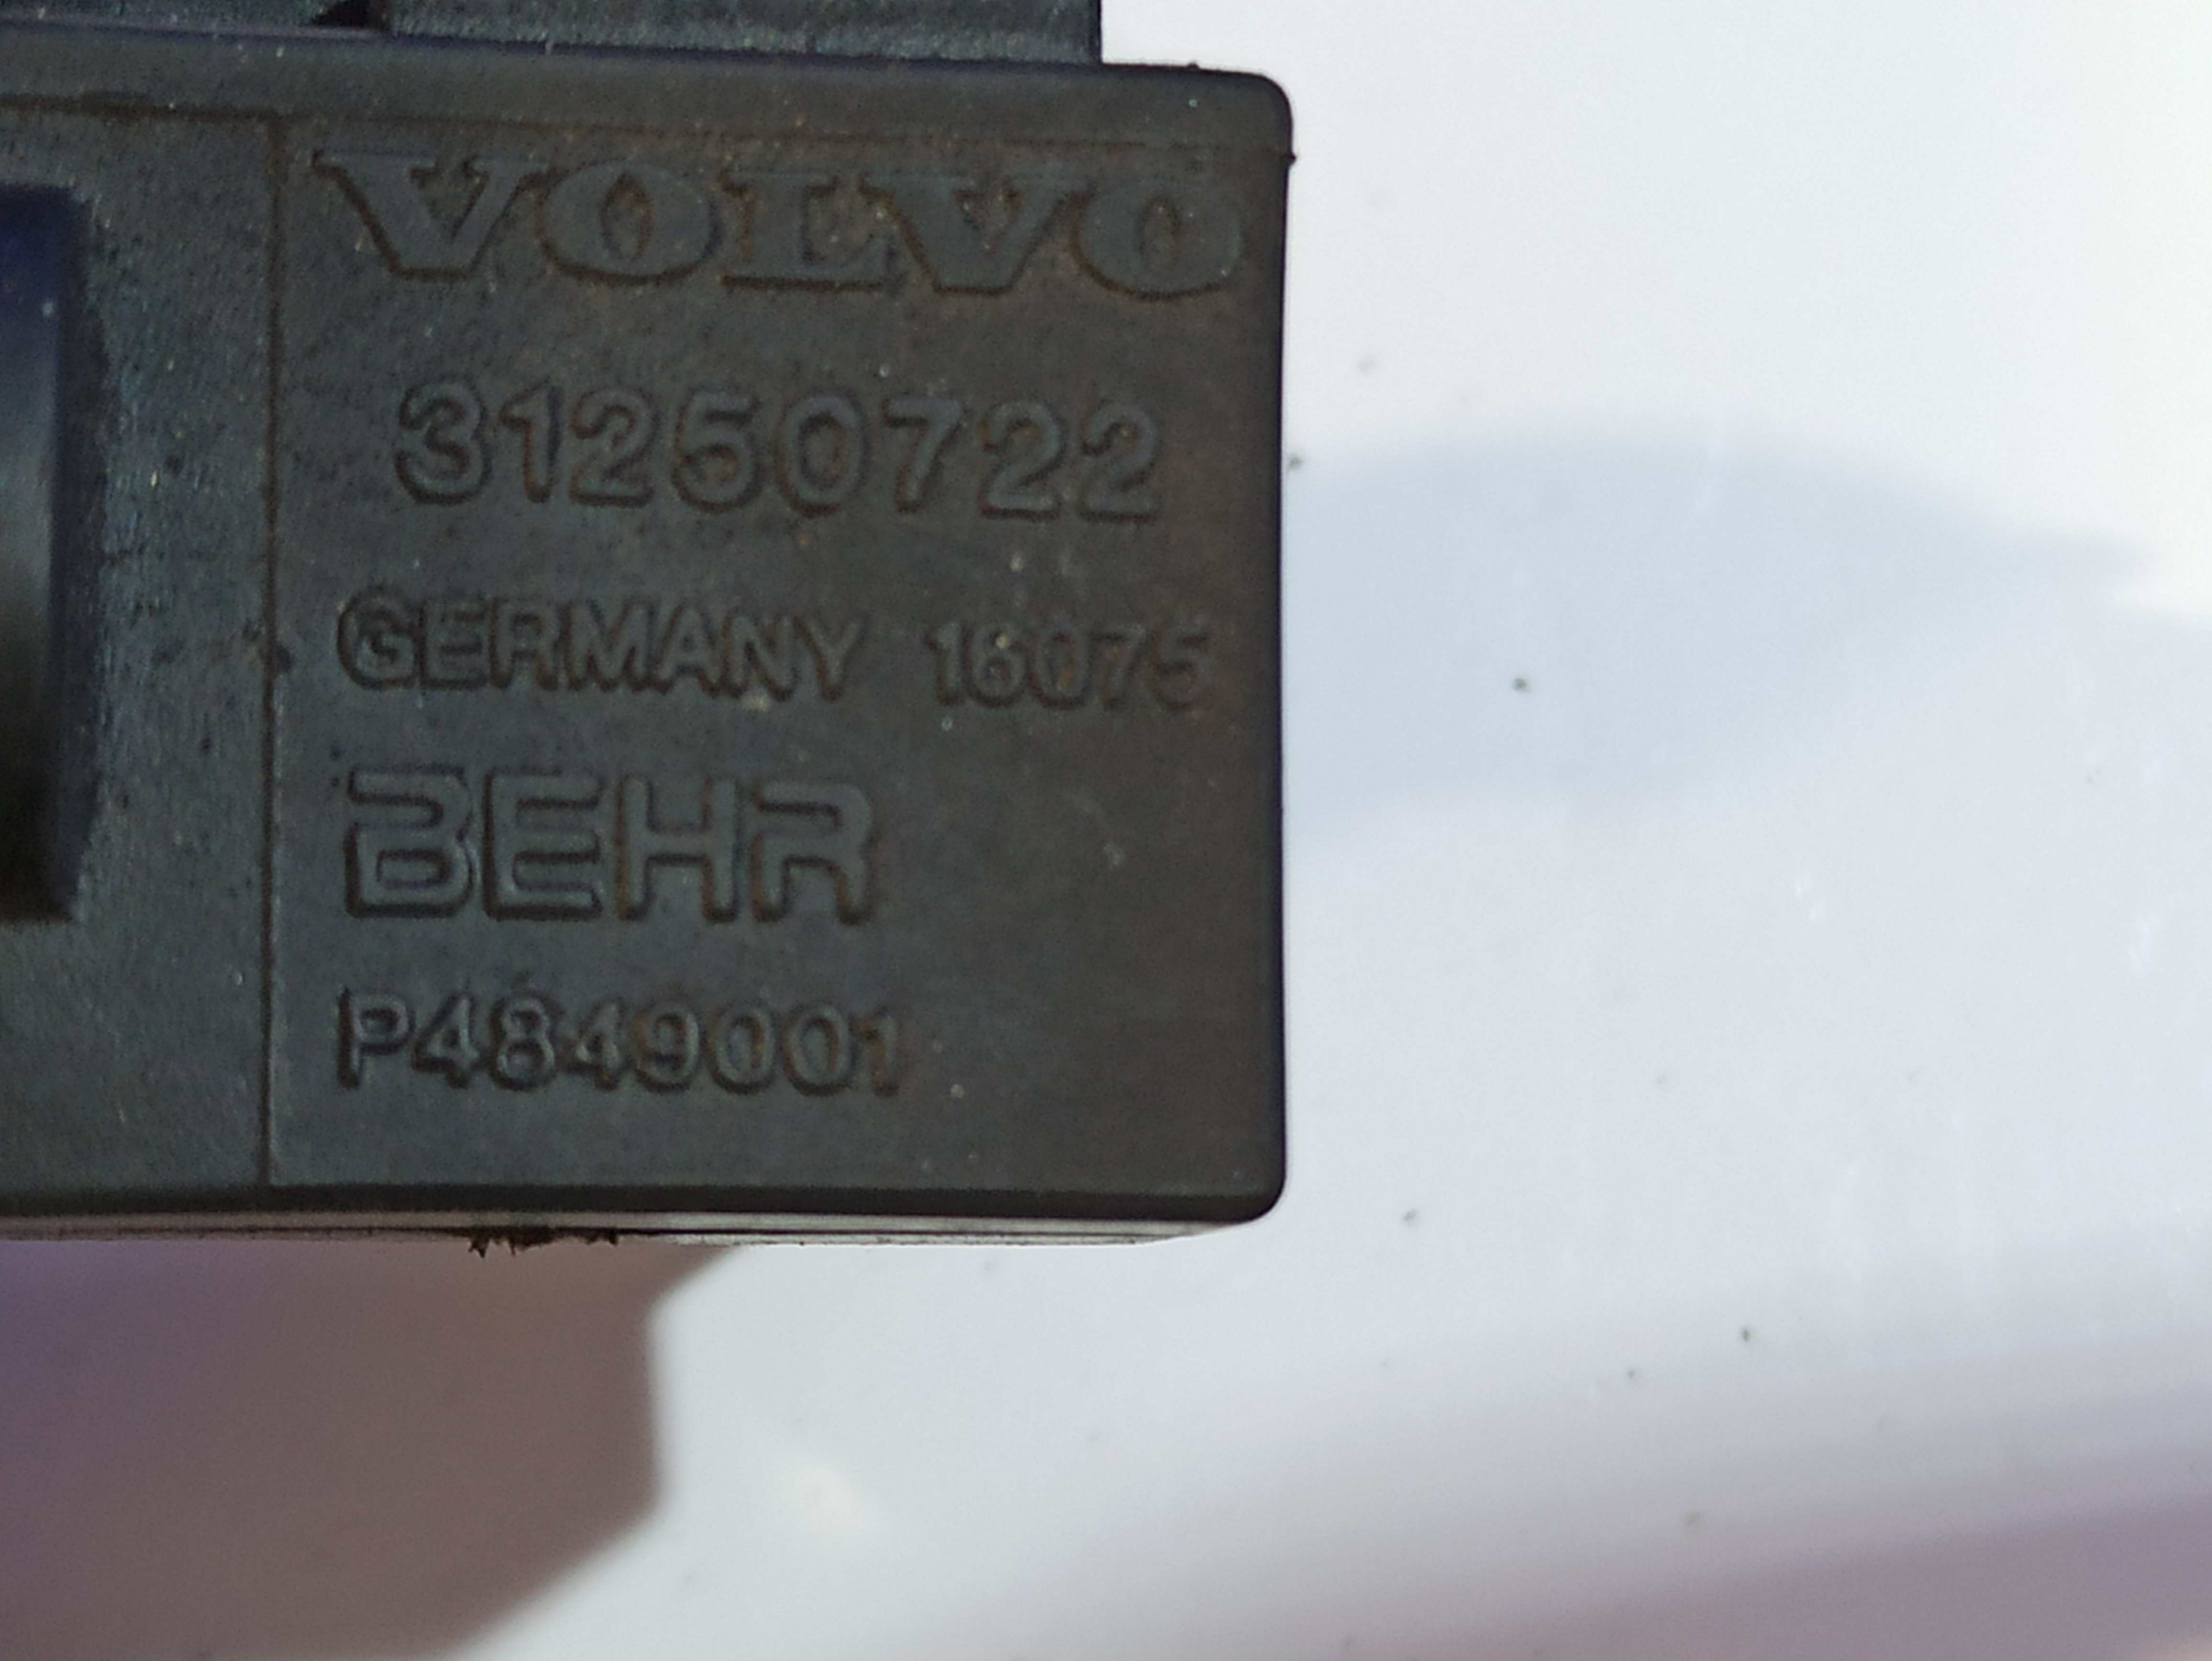 VOLVO
31250722
GERMANY 16075
BEHR
P4849001